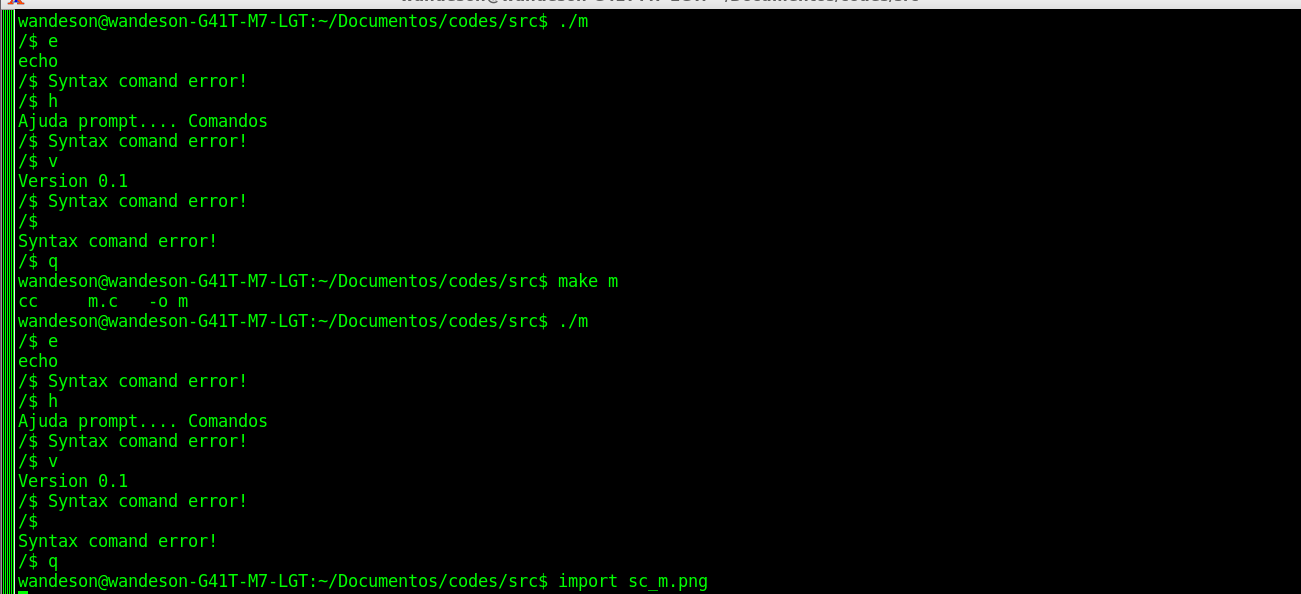 wandeson@wandeson-G41T-M7-LGT:~/Documentos/codes/src$ ./m
/$ e
echo
/$ Syntax comand error!
/$ h
Ajuda prompt.... Comandos
/$ Syntax comand error!
/$ v
Version 0.1
/$ Syntax comand error!
/$
Syntax comand error!
/$ q
wandeson@wandeson-G41T-M7-LGT:~/Documentos/codes/src$ make m
cc     m.c   -o m
wandeson@wandeson-G41T-M7-LGT:~/Documentos/codes/src$ ./m
/$ e
echo
/$ Syntax comand error!
/$ h
Ajuda prompt.... Comandos
/$ Syntax comand error!
/$ v
Version 0.1
/$ Syntax comand error!
/$
Syntax comand error!
/$ q
wandeson@wandeson-G41T-M7-LGT:~/Documentos/codes/src$ import sc_m.png